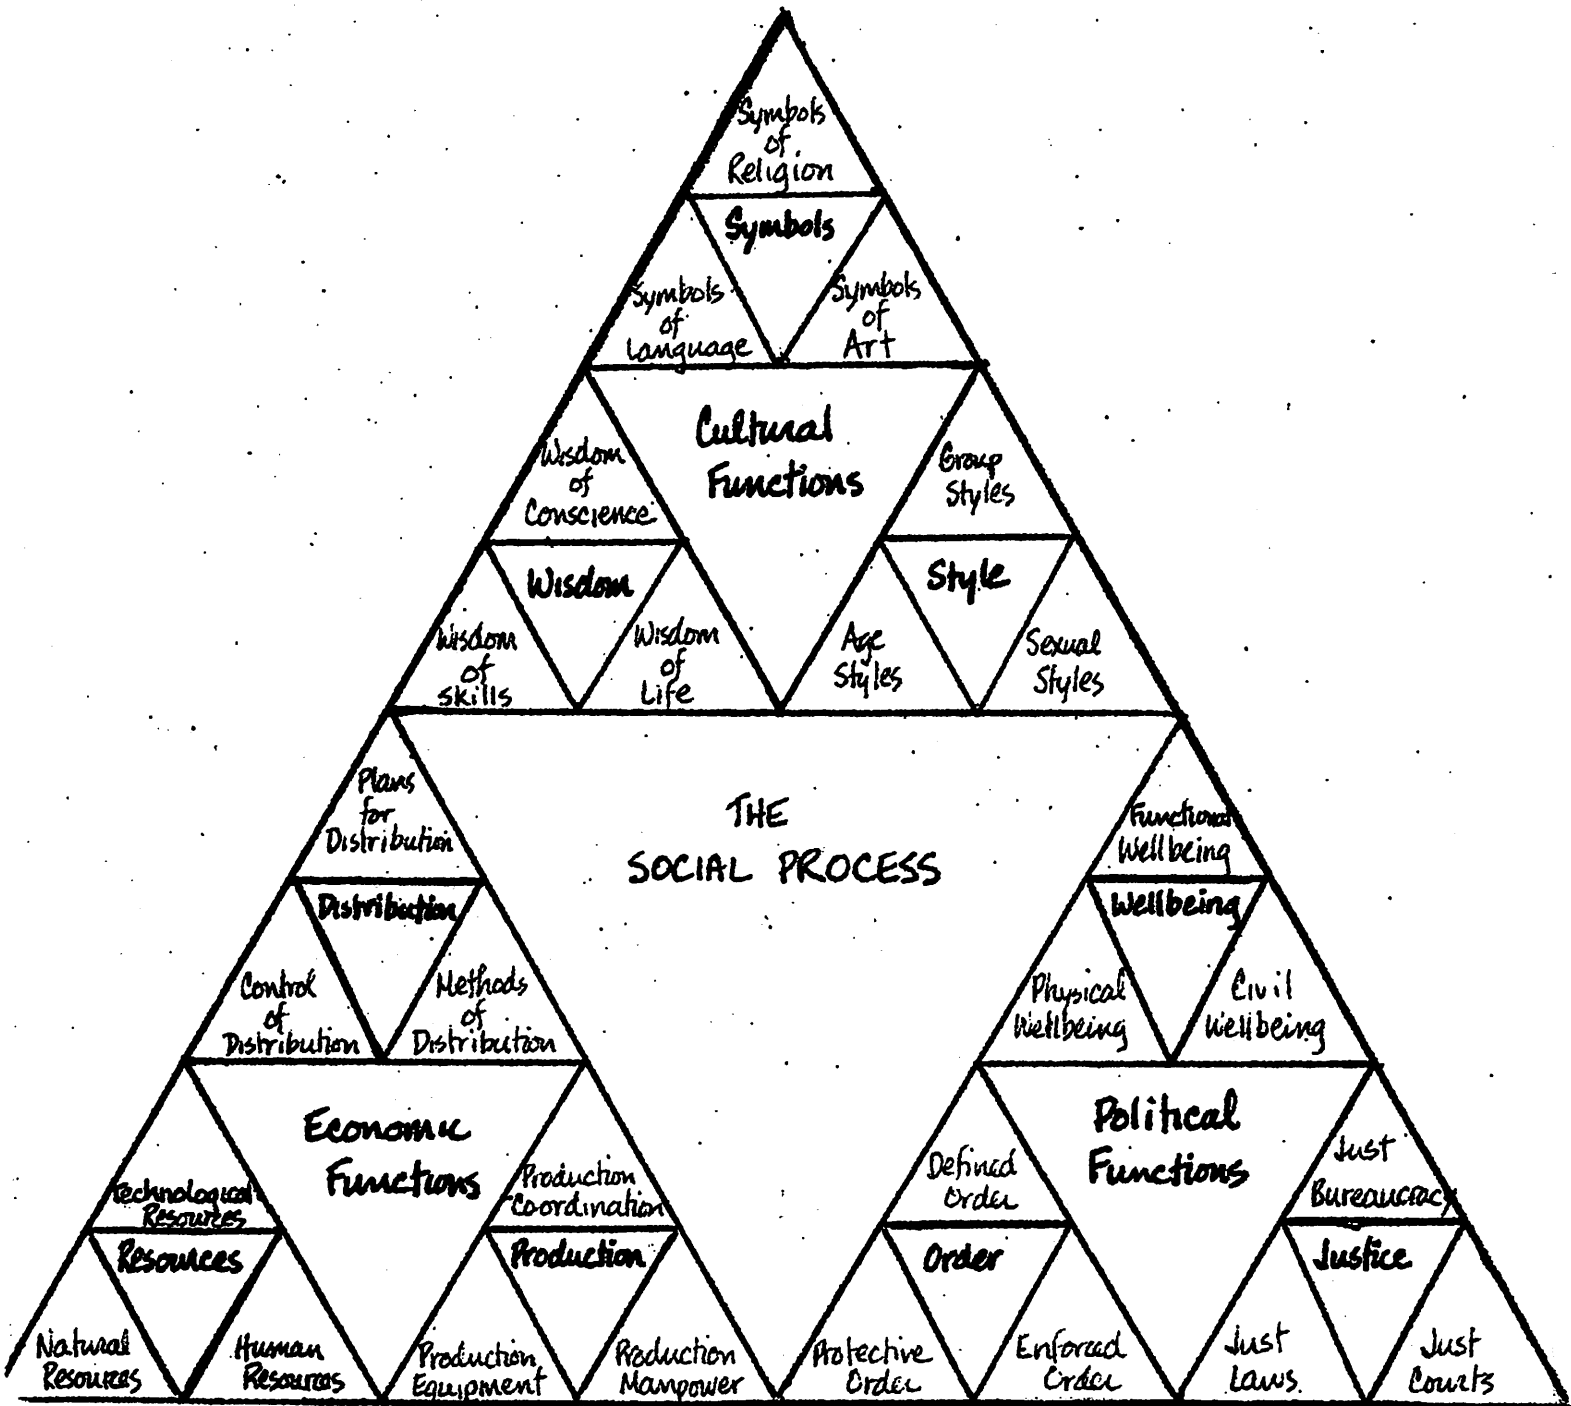 Symbols
of
Religion
Symbols
Symbols
of
Language
Symbols
of
Art
Cultural
Functions
Wisdom
of
Conscience
Group
Styles
Wisdom
Style
Wisdom
of
Skills
Wisdom
of
Life
Age
Styles
Sexual
Styles
THE
SOCIAL PROCESS
Plans
for
Distribution
Functional
Wellbeing
Distribution
Wellbeing
Control
of
Distribution
Methods
of
Distribution
Physical
Wellbeing
Civil
Wellbeing
Economic
Functions
Political
Functions
Technological
Resources
Production
Coordination
Defined
Order
Just
Bureaucracy
Resources
Production
Order
Justice
Natural
Resources
Human
Resources
Production
Equipment
Production
Manpower
Protective
Order
Enforced
Order
Just
Laws.
Just
Courts